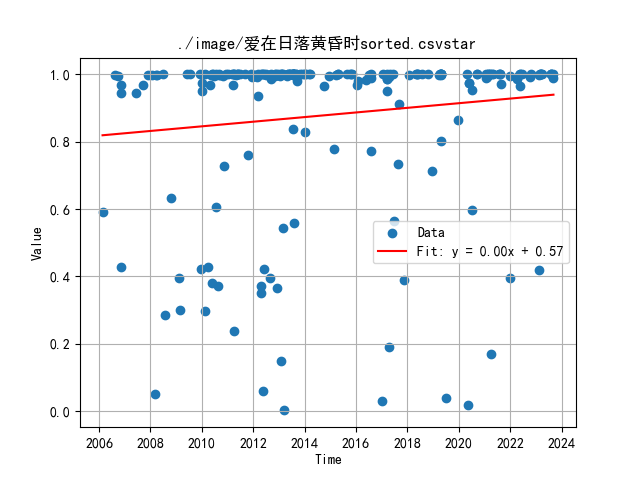 ./image/爱在日落黄昏时sorted.csvstar
1.0
0.8
0.6
0.4
0.2
0.0
Value
Data
Fit: y = 0.00x + 0.57
2006 2008 2010 2012 2014 2016 2018 2020 2022 2024
Time